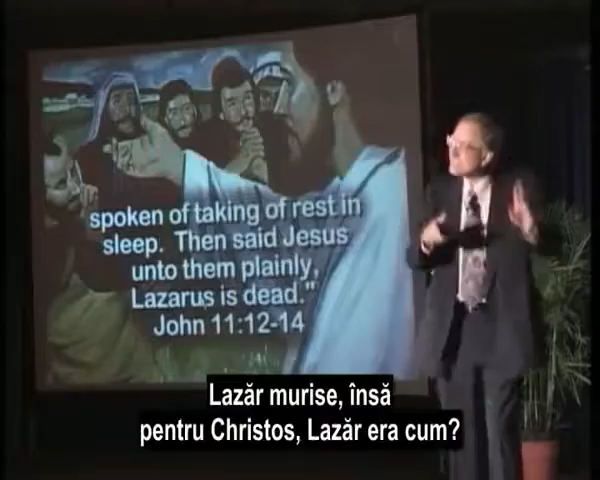 spoken of taking of rest in
sleep. Then said Jesus
unto them plainly,
Lazarus is dead."
John 11:12-14
Lazăr murise, însă
pentru Christos, Lazăr era cum?